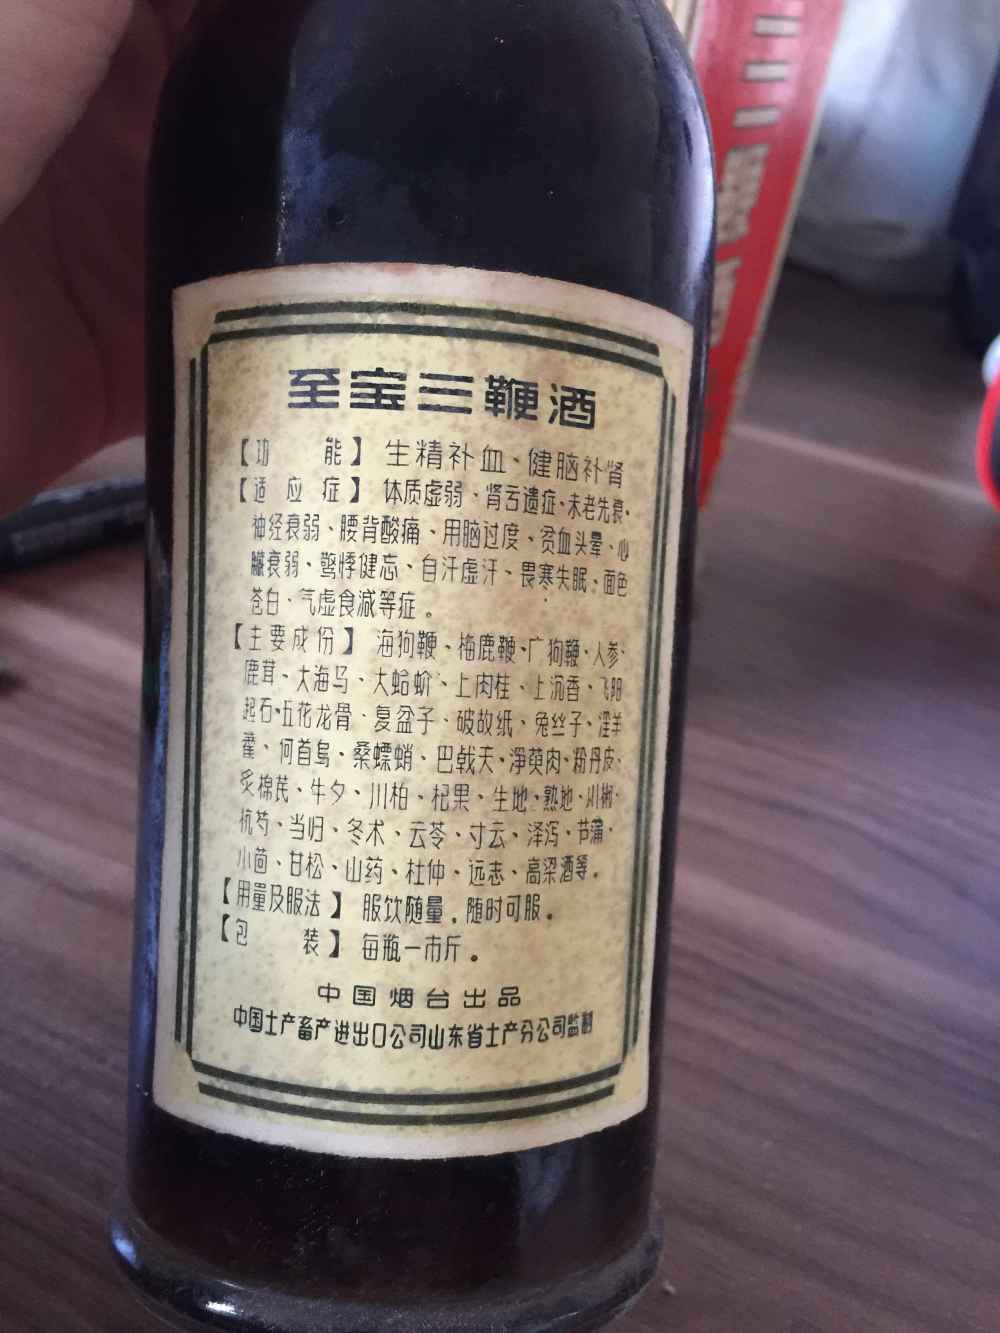 至宝三鞭酒
【功能】 生精补血、健脑补肾
【适应症】 体质虚弱、肾亏遗症、未老先衰、
神经衰弱、腰背酸痛、用脑过度、贫血头晕、心
臟衰弱、惊悸健忘、自汗虚汗、畏寒失眠、面色
苍白、气虚食减等症。
【主要成份】 海狗鞭、梅鹿鞭、广狗鞭、人参、
鹿茸、大海马、大蛤蚧、上肉桂、上沉香、飞阳
起石、五花龙骨、复盆子、破故纸、兔丝子、淫羊
藿、何首乌、桑螵蛸、巴戟天、淨萸肉、粉丹皮、
炙棉芪、牛夕、川柏、杞果、生地、熟地、川椒、
杭芍、当归、冬术、云苓、寸云、泽泻、节蒲、
小茴、甘松、山药、杜仲、远志、高梁酒等。
【用量及服法】 服饮随量，随时可服。
【包装】 每瓶一市斤。
中国烟台出品
中国土产畜产进出口公司山东省土产分公司监制
三鞭酒